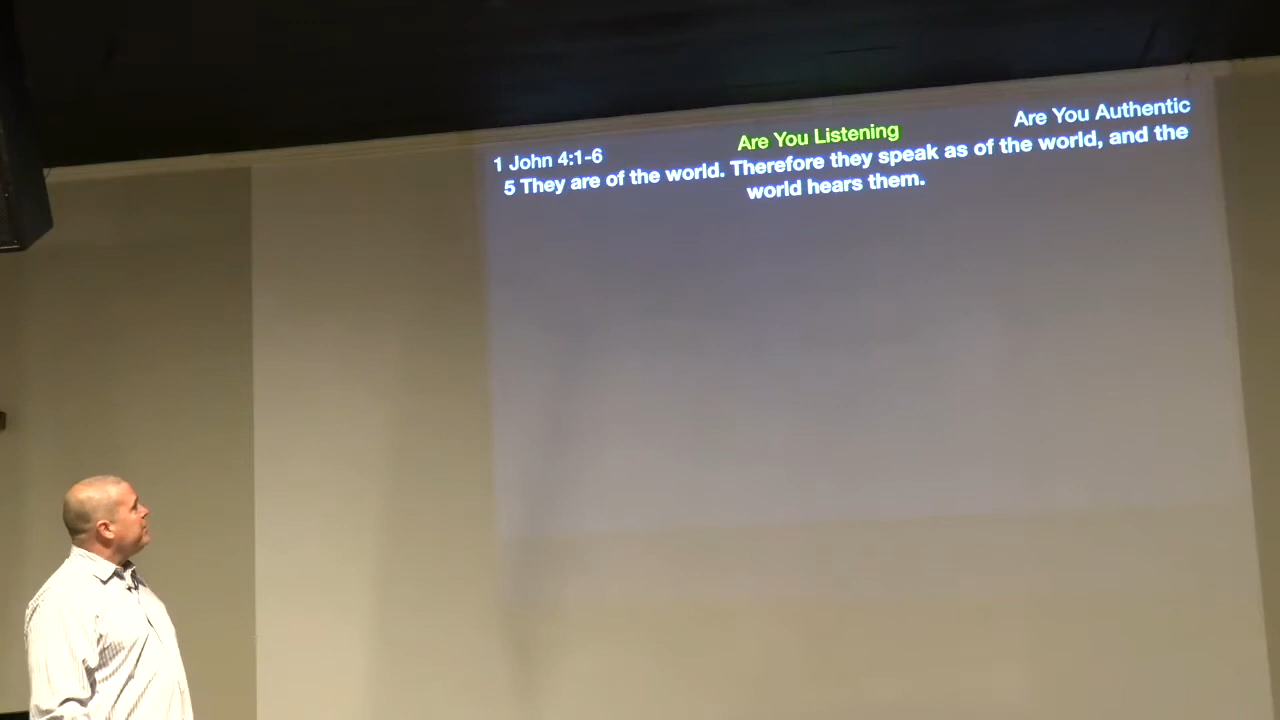 1 John 4:1-6
Are You Listening
Are You Authentic
5 They are of the world. Therefore they speak as of the world, and the
world hears them.